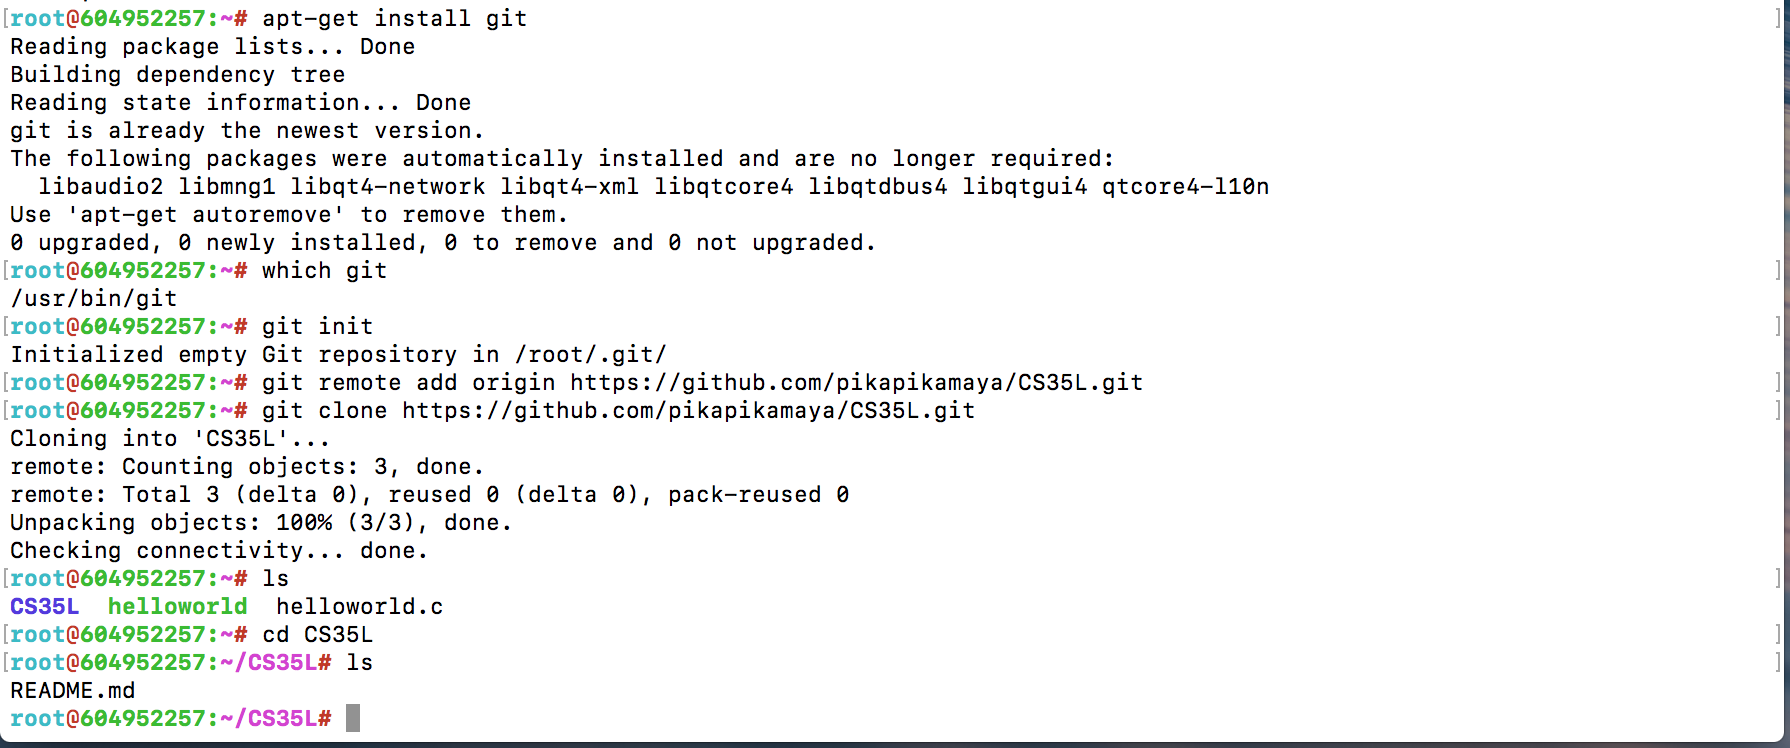 [root@604952257:~# apt-get install git ]
Reading package lists... Done
Building dependency tree
Reading state information... Done
git is already the newest version.
The following packages were automatically installed and are no longer required:
  libaudio2 libmng1 libqt4-network libqt4-xml libqtcore4 libqtdbus4 libqtgui4 qtcore4-l10n
Use 'apt-get autoremove' to remove them.
0 upgraded, 0 newly installed, 0 to remove and 0 not upgraded.
[root@604952257:~# which git ]
/usr/bin/git
[root@604952257:~# git init ]
Initialized empty Git repository in /root/.git/
[root@604952257:~# git remote add origin https://github.com/pikapikamaya/CS35L.git ]
[root@604952257:~# git clone https://github.com/pikapikamaya/CS35L.git ]
Cloning into 'CS35L'...
remote: Counting objects: 3, done.
remote: Total 3 (delta 0), reused 0 (delta 0), pack-reused 0
Unpacking objects: 100% (3/3), done.
Checking connectivity... done.
[root@604952257:~# ls ]
CS35L  helloworld  helloworld.c
[root@604952257:~# cd CS35L ]
[root@604952257:~/CS35L# ls ]
README.md
root@604952257:~/CS35L#